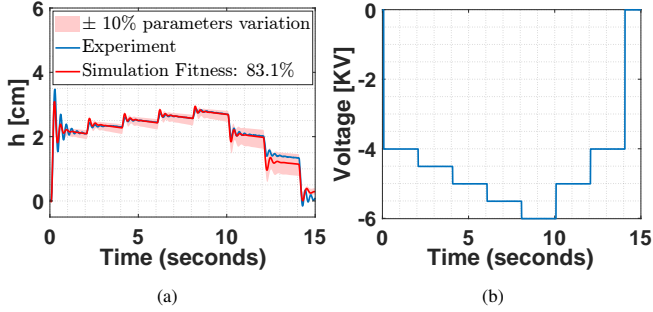 ± 10% parameters variation
Experiment
Simulation Fitness: 83.1%
h [cm]
6
4
2
0
0 5 10 15
Time (seconds)
(a)
Voltage [KV]
0
-2
-4
-6
0 5 10 15
Time (seconds)
(b)